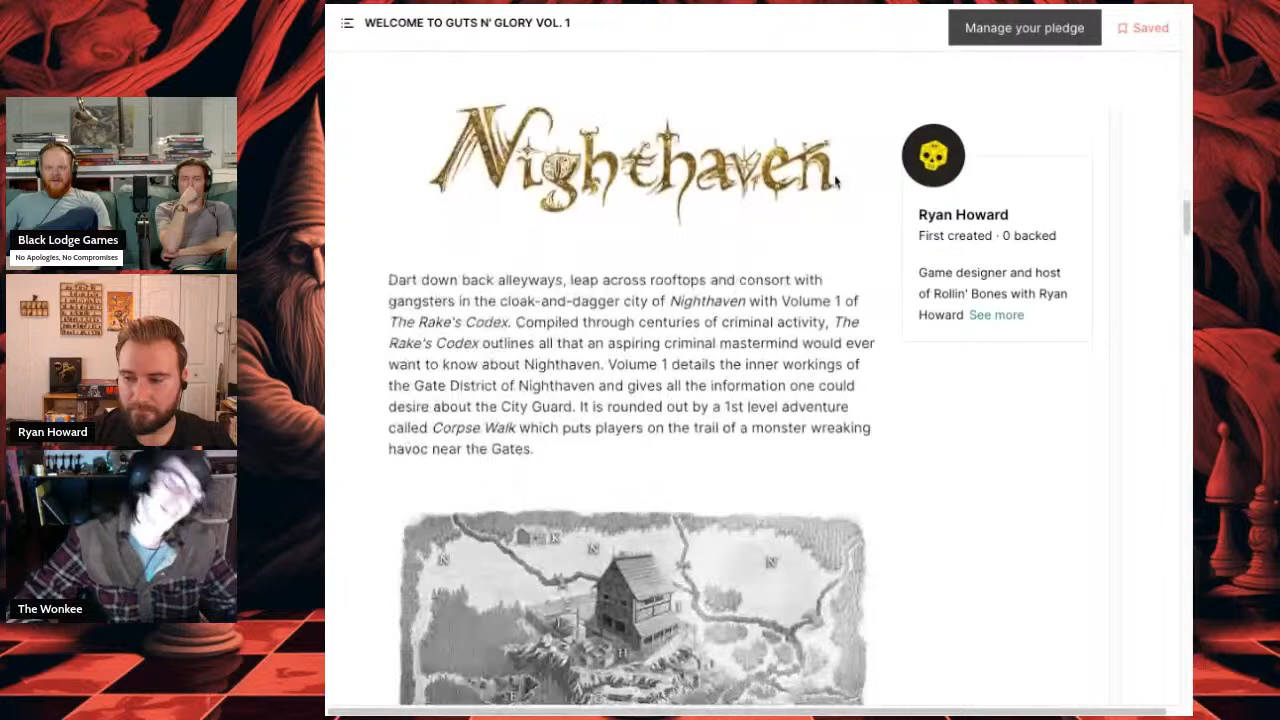 WELCOME TO GUTS N' GLORY VOL. 1
Manage your pledge
Saved
Nighthaven
Dart down back alleyways, leap across rooftops and consort with
gangsters in the cloak-and-dagger city of Nighthaven with Volume 1 of
The Rake's Codex. Compiled through centuries of criminal activity, The
Rake's Codex outlines all that an aspiring criminal mastermind would ever
want to know about Nighthaven. Volume 1 details the inner workings of
the Gate District of Nighthaven and gives all the information one could
desire about the City Guard. It is rounded out by a 1st level adventure
called Corpse Walk which puts players on the trail of a monster wreaking
havoc near the Gates.
Ryan Howard
First created · 0 backed
Game designer and host
of Rollin' Bones with Ryan
Howard See more
Black Lodge Games
No Apologies, No Compromises
Ryan Howard
The Wonkee
N
K
N
N
H
E